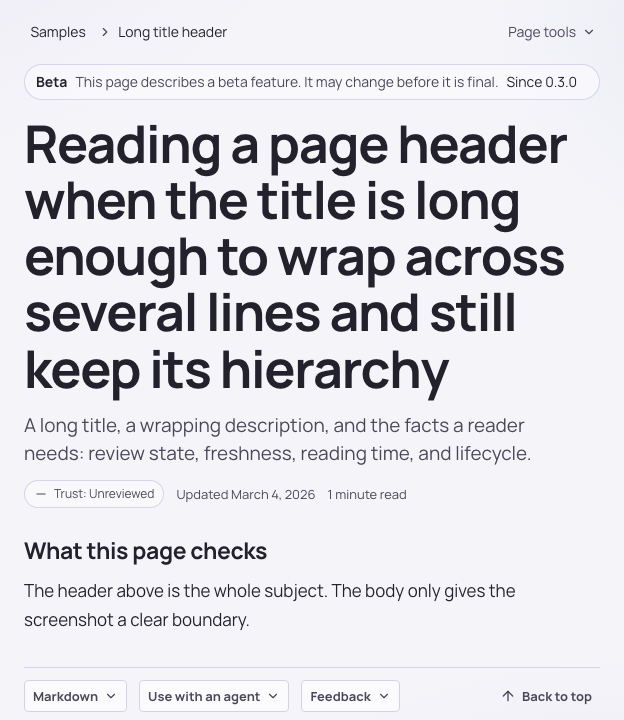 Samples > Long title header Page tools
Beta This page describes a beta feature. It may change before it is final. Since 0.3.0
Reading a page header
when the title is long
enough to wrap across
several lines and still
keep its hierarchy
A long title, a wrapping description, and the facts a reader
needs: review state, freshness, reading time, and lifecycle.
— Trust: Unreviewed Updated March 4, 2026 1 minute read
What this page checks
The header above is the whole subject. The body only gives the
screenshot a clear boundary.
Markdown Use with an agent Feedback ↑ Back to top